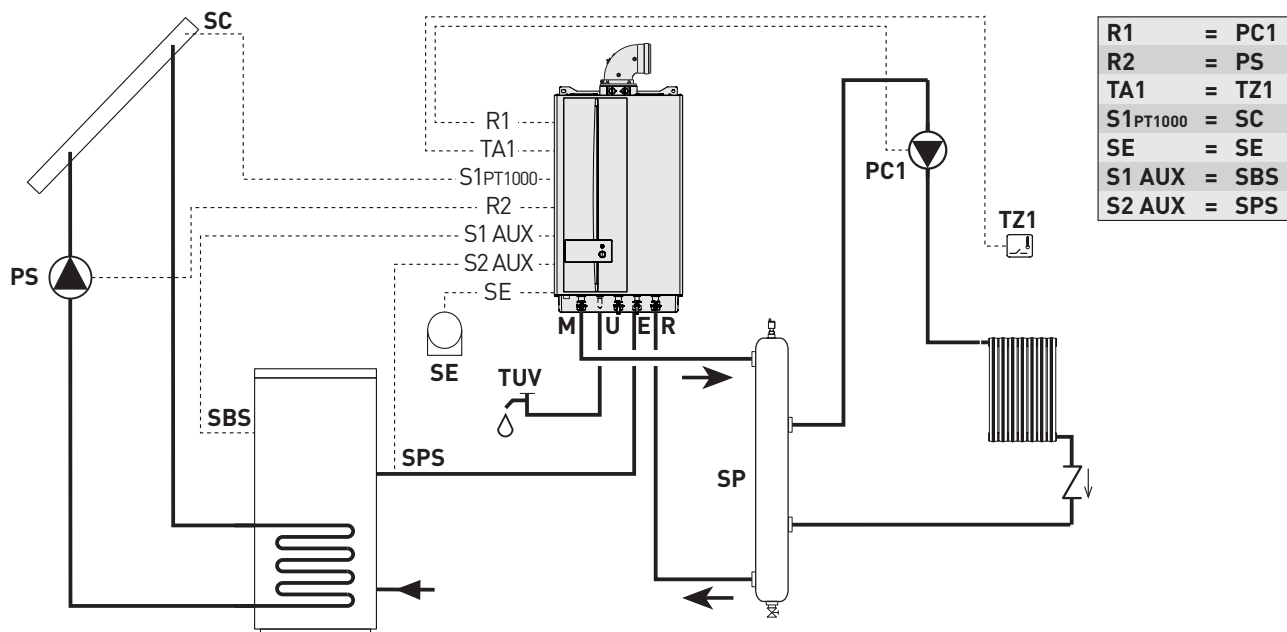 SC
R1
TA1
S1PT1000
R2
S1 AUX
S2 AUX
SE
PS
SE
M U E R
TUV
SBS
SPS
SP
PC1
TZ1
R1 = PC1
R2 = PS
TA1 = TZ1
S1PT1000 = SC
SE = SE
S1 AUX = SBS
S2 AUX = SPS